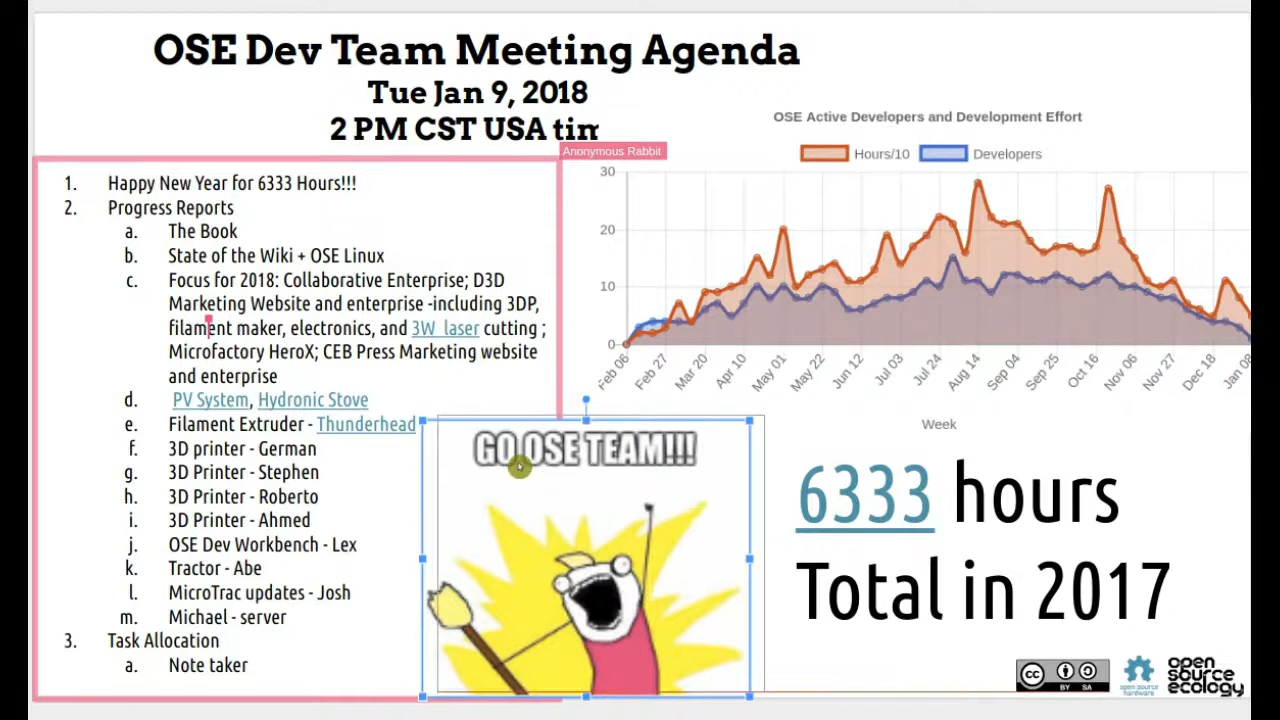 OSE Dev Team Meeting Agenda
Tue Jan 9, 2018
2 PM CST USA tim
Anonymous Rabbit
1. Happy New Year for 6333 Hours!!!
2. Progress Reports
a. The Book
b. State of the Wiki + OSE Linux
c. Focus for 2018: Collaborative Enterprise; D3D
Marketing Website and enterprise -including 3DP,
filament maker, electronics, and 3W laser cutting ;
Microfactory HeroX; CEB Press Marketing website
and enterprise
d. PV System, Hydronic Stove
e. Filament Extruder - Thunderhead
f. 3D printer - German
g. 3D Printer - Stephen
h. 3D Printer - Roberto
i. 3D Printer - Ahmed
j. OSE Dev Workbench - Lex
k. Tractor - Abe
l. MicroTrac updates - Josh
m. Michael - server
3. Task Allocation
a. Note taker
OSE Active Developers and Development Effort
Hours/10 Developers
30
20
10
0
Feb 06 Feb 27 Mar 20 Apr 10 May 01 May 22 Jun 12 Jul 03 Jul 24 Aug 14 Sep 04 Sep 25 Oct 16 Nov 06 Nov 27 Dec 18 Jan 08
Week
GO OSE TEAM!!!
6333 hours
Total in 2017
cc BY SA
open source
hardware
open
source
ecology